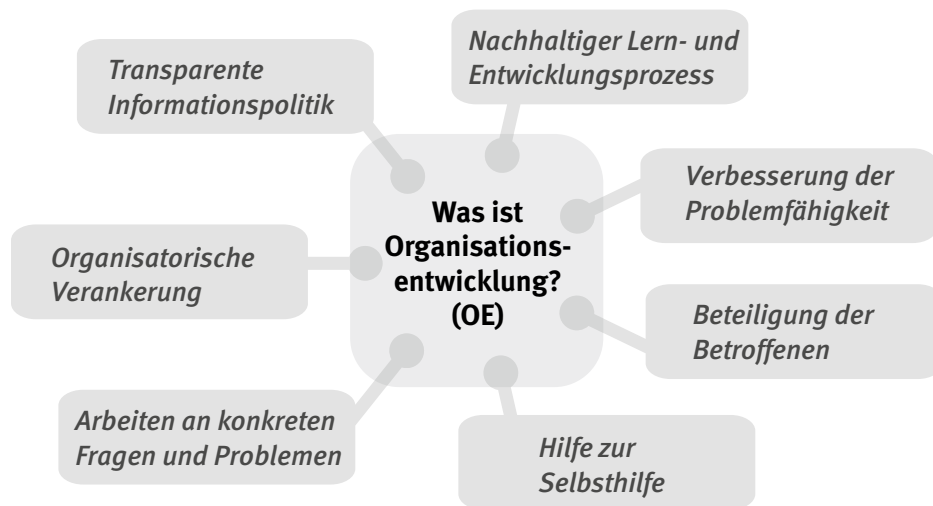 Transparente
Informationspolitik
Nachhaltiger Lern- und
Entwicklungsprozess
Verbesserung der
Problemfähigkeit
Was ist
Organisations-
entwicklung?
(OE)
Organisatorische
Verankerung
Beteiligung der
Betroffenen
Arbeiten an konkreten
Fragen und Problemen
Hilfe zur
Selbsthilfe